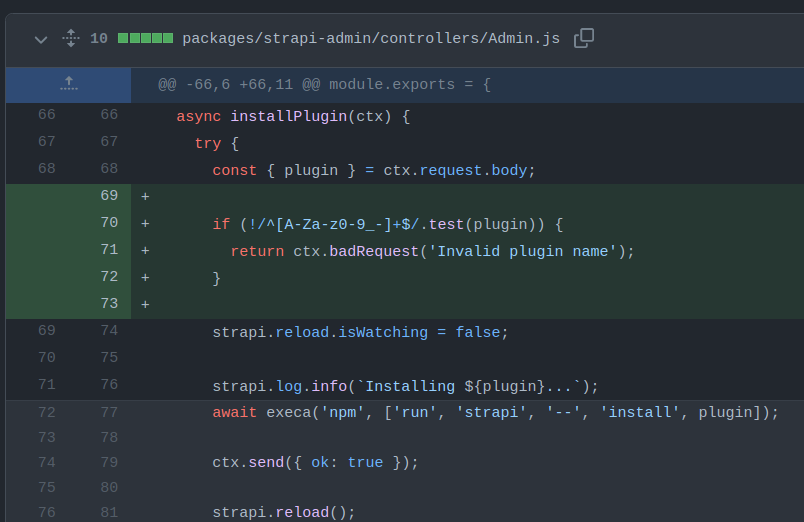 10 packages/strapi-admin/controllers/Admin.js
@@ -66,6 +66,11 @@ module.exports = {
66 66 async installPlugin(ctx) {
67 67 try {
68 68 const { plugin } = ctx.request.body;
69 +
70 + if (!/^[A-Za-z0-9_-]+$/.test(plugin)) {
71 + return ctx.badRequest('Invalid plugin name');
72 + }
73 +
69 74 strapi.reload.isWatching = false;
70 75
71 76 strapi.log.info(`Installing ${plugin}...`);
72 77 await execa('npm', ['run', 'strapi', '--', 'install', plugin]);
73 78
74 79 ctx.send({ ok: true });
75 80
76 81 strapi.reload();